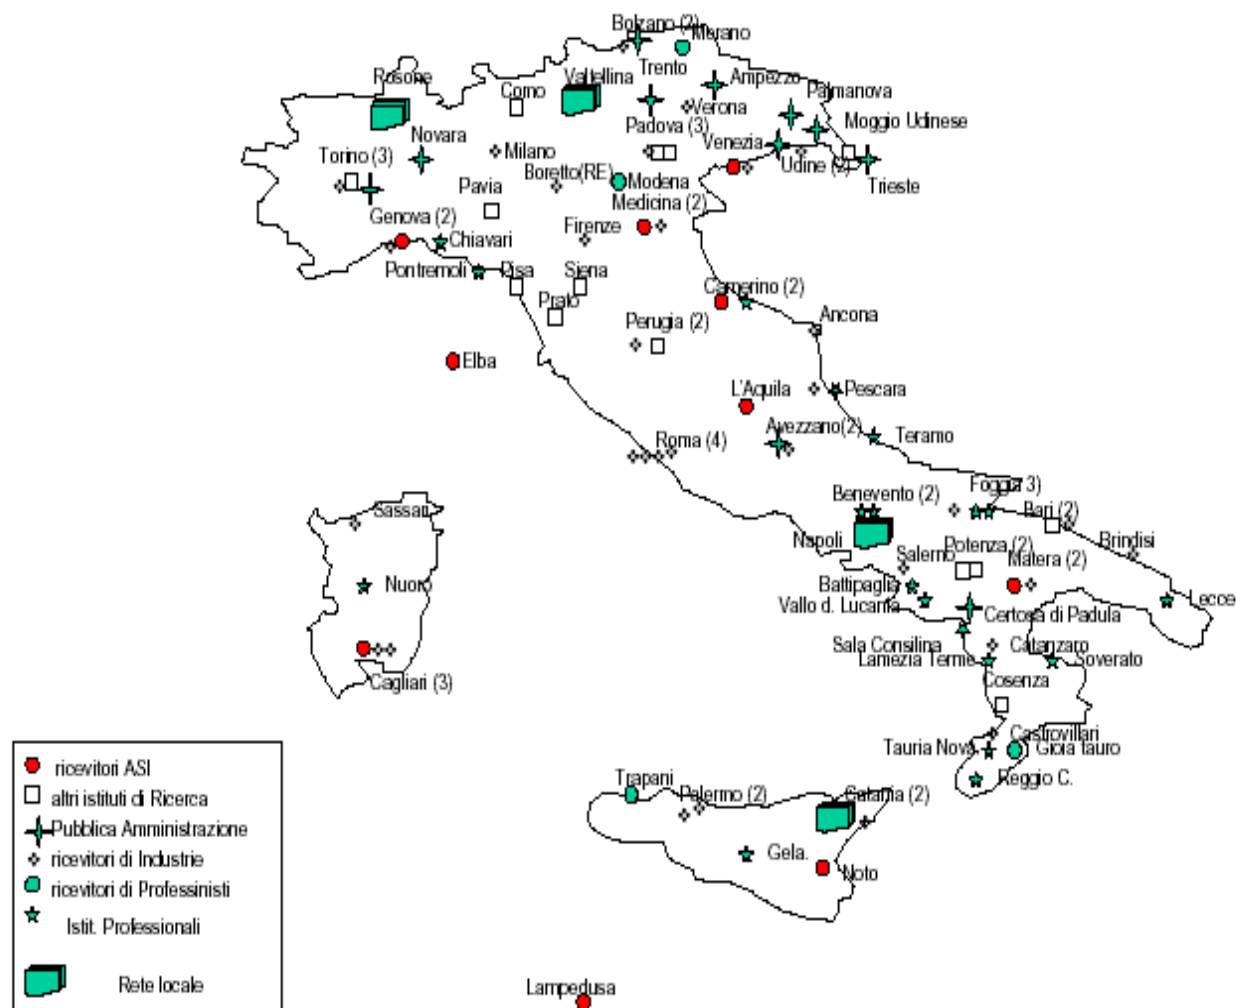 Bolzano (2)
Merano
Rosone
Valtellina
Trento
Ampezzo
Como
Verona
Palmanova
Padova (3)
Moggio Udinese
Novara
Milano
Venezia
Torino (3)
Boretto(RE)
Modena
Udine (2)
Trieste
Pavia
Medicina (2)
Genova (2)
Chiavari
Firenze
Pontremoli
Pisa
Siena
Camerino (2)
Prato
Perugia (2)
Ancona
Elba
L'Aquila
Pescara
Avezzano(2)
Roma (4)
Teramo
Benevento (2)
Foggia 3)
Sassari
Bari (2)
Napoli
Salerno
Potenza (2)
Matera (2)
Brindisi
Nuoro
Battipaglia
Vallo d. Lucania
Lecce
Certosa di Padula
Sala Consilina
Catanzaro
Lamezia Terme
Soverato
Cagliari (3)
Cosenza
Castrovillari
Tauria Nova
Gioia Tauro
Reggio C.
Trapani
Palermo (2)
Catania (2)
Gela.
Noto
Lampedusa
ricevitori ASI
altri istituti di Ricerca
Pubblica Amministrazione
ricevitori di Industrie
ricevitori di Professinisti
Istit. Professionali
Rete locale